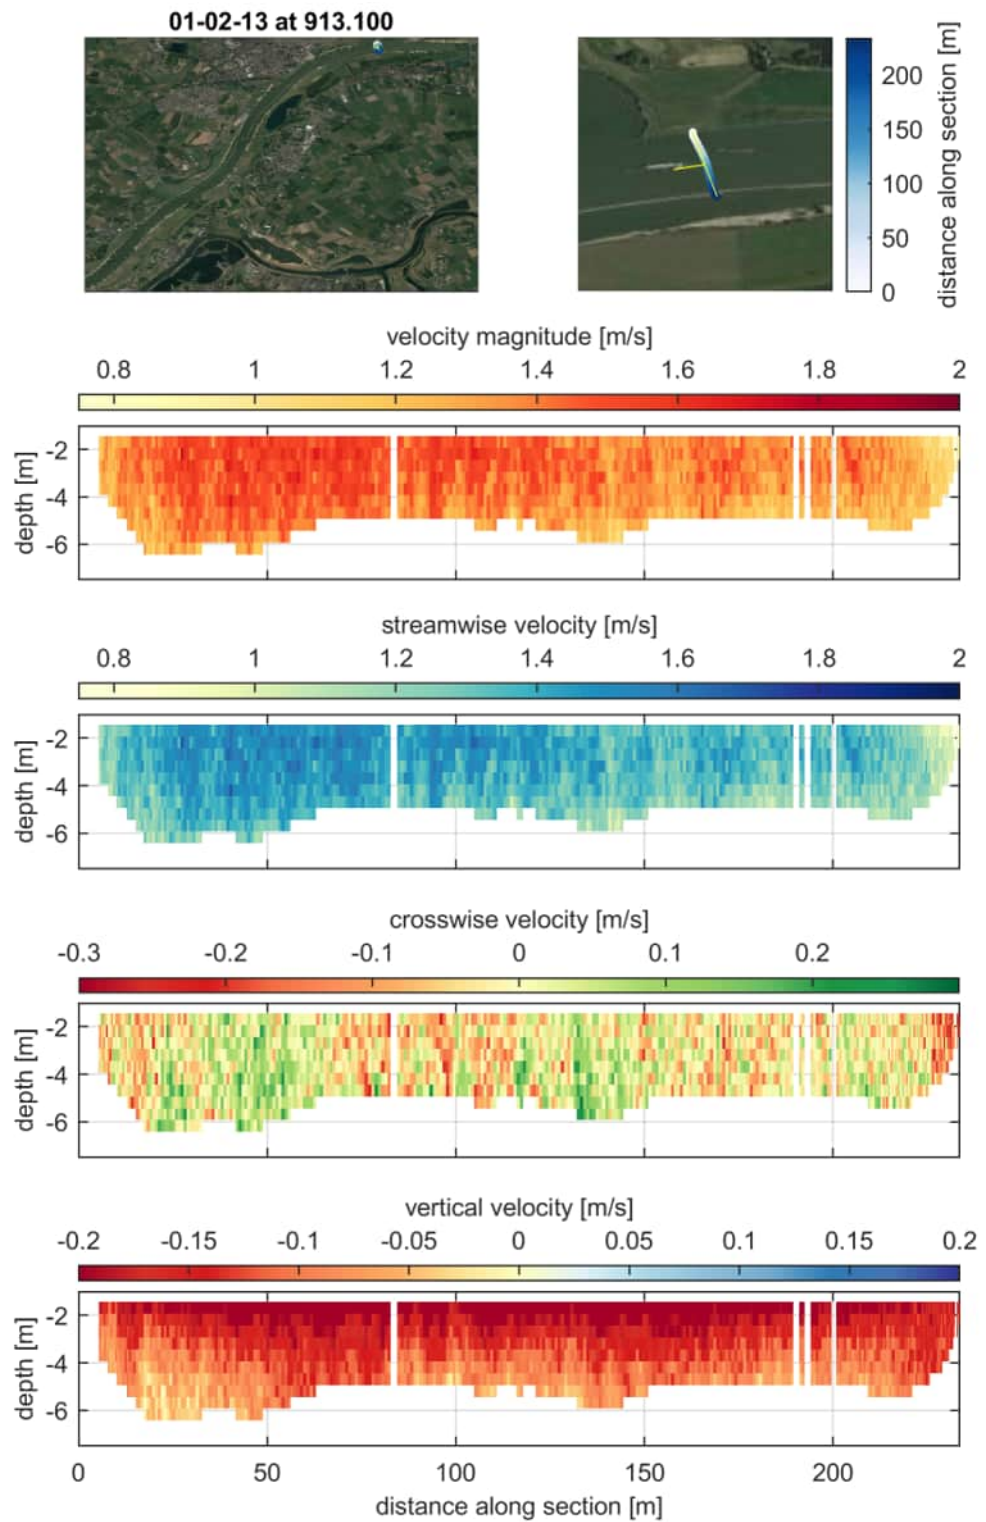 01-02-13 at 913.100
200
150
100
50
0
distance along section [m]
velocity magnitude [m/s]
0.8 1 1.2 1.4 1.6 1.8 2
-2
-4
-6
depth [m]
streamwise velocity [m/s]
0.8 1 1.2 1.4 1.6 1.8 2
-2
-4
-6
depth [m]
crosswise velocity [m/s]
-0.3 -0.2 -0.1 0 0.1 0.2
-2
-4
-6
depth [m]
vertical velocity [m/s]
-0.2 -0.15 -0.1 -0.05 0 0.05 0.1 0.15 0.2
-2
-4
-6
depth [m]
0 50 100 150 200
distance along section [m]